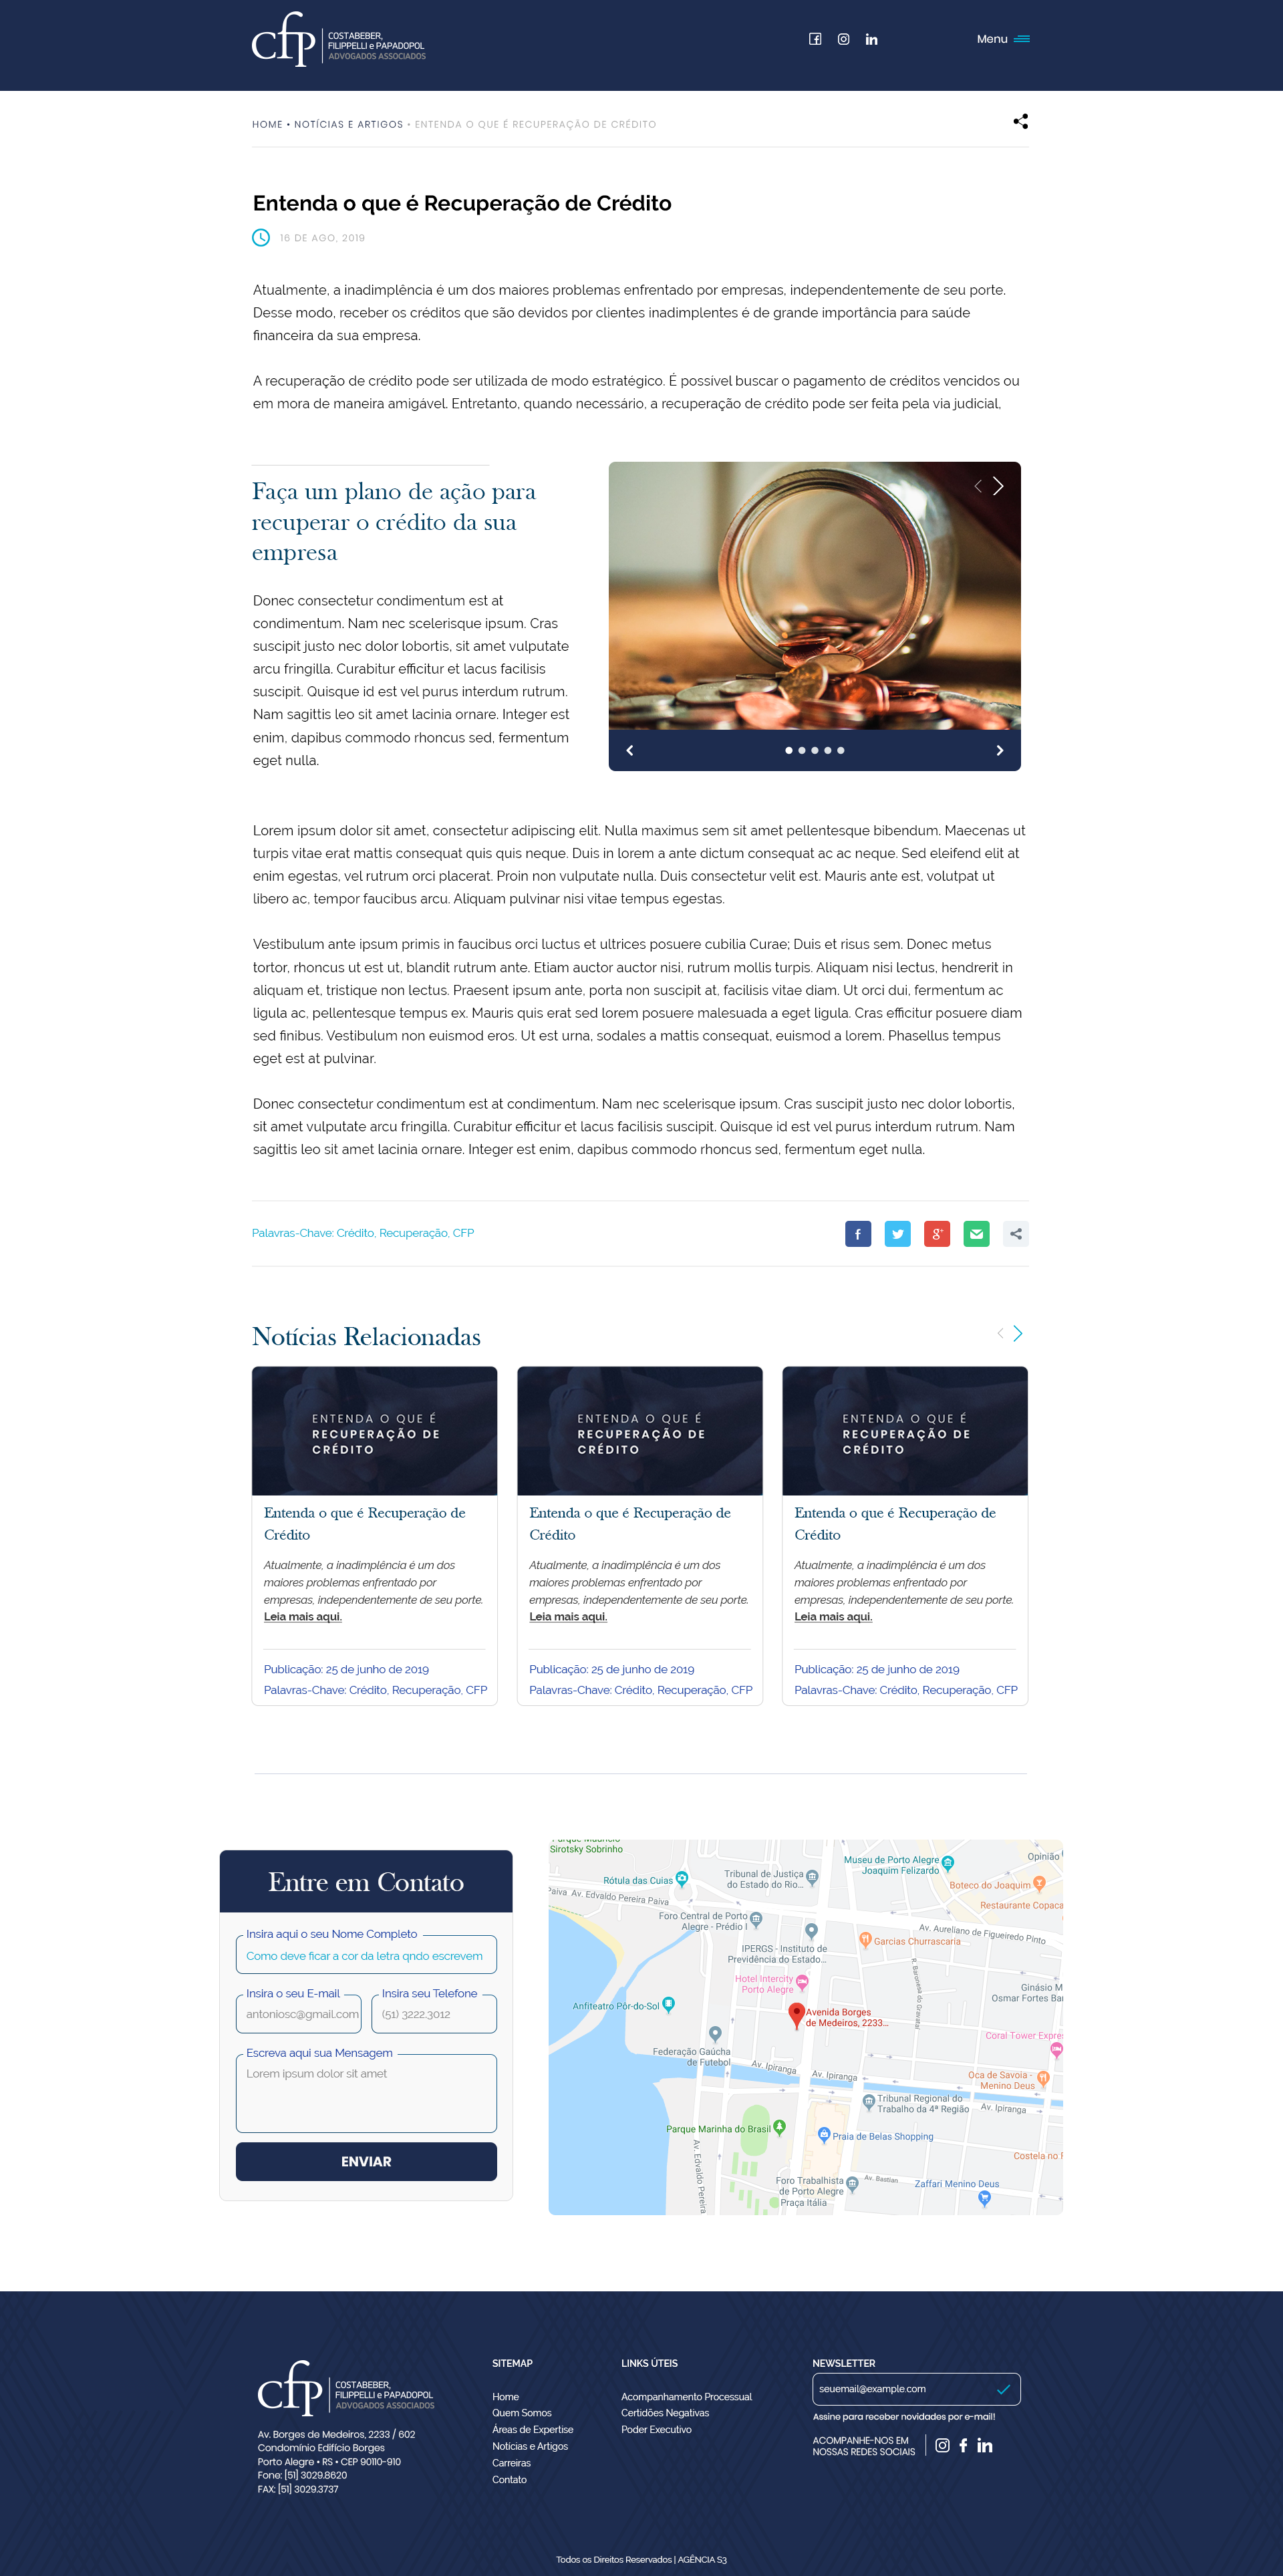 cfp
COSTABEBER,
FILIPPELLI e PAPADOPOL
ADVOGADOS ASSOCIADOS
Menu
HOME • NOTÍCIAS E ARTIGOS • ENTENDA O QUE É RECUPERAÇÃO DE CRÉDITO
Entenda o que é Recuperação de Crédito
16 DE AGO, 2019
Atualmente, a inadimplência é um dos maiores problemas enfrentado por empresas, independentemente de seu porte.
Desse modo, receber os créditos que são devidos por clientes inadimplentes é de grande importância para saúde
financeira da sua empresa.
A recuperação de crédito pode ser utilizada de modo estratégico. É possível buscar o pagamento de créditos vencidos ou
em mora de maneira amigável. Entretanto, quando necessário, a recuperação de crédito pode ser feita pela via judicial,
Faça um plano de ação para
recuperar o crédito da sua
empresa
Donec consectetur condimentum est at
condimentum. Nam nec scelerisque ipsum. Cras
suscipit justo nec dolor lobortis, sit amet vulputate
arcu fringilla. Curabitur efficitur et lacus facilisis
suscipit. Quisque id est vel purus interdum rutrum.
Nam sagittis leo sit amet lacinia ornare. Integer est
enim, dapibus commodo rhoncus sed, fermentum
eget nulla.
Lorem ipsum dolor sit amet, consectetur adipiscing elit. Nulla maximus sem sit amet pellentesque bibendum. Maecenas ut
turpis vitae erat mattis consequat quis quis neque. Duis in lorem a ante dictum consequat ac ac neque. Sed eleifend elit at
enim egestas, vel rutrum orci placerat. Proin non vulputate nulla. Duis consectetur velit est. Mauris ante est, volutpat ut
libero ac, tempor faucibus arcu. Aliquam pulvinar nisi vitae tempus egestas.
Vestibulum ante ipsum primis in faucibus orci luctus et ultrices posuere cubilia Curae; Duis et risus sem. Donec metus
tortor, rhoncus ut est ut, blandit rutrum ante. Etiam auctor auctor nisi, rutrum mollis turpis. Aliquam nisi lectus, hendrerit in
aliquam et, tristique non lectus. Praesent ipsum ante, porta non suscipit at, facilisis vitae diam. Ut orci dui, fermentum ac
ligula ac, pellentesque tempus ex. Mauris quis erat sed lorem posuere malesuada a eget ligula. Cras efficitur posuere diam
sed finibus. Vestibulum non euismod eros. Ut est urna, sodales a mattis consequat, euismod a lorem. Phasellus tempus
eget est at pulvinar.
Donec consectetur condimentum est at condimentum. Nam nec scelerisque ipsum. Cras suscipit justo nec dolor lobortis,
sit amet vulputate arcu fringilla. Curabitur efficitur et lacus facilisis suscipit. Quisque id est vel purus interdum rutrum. Nam
sagittis leo sit amet lacinia ornare. Integer est enim, dapibus commodo rhoncus sed, fermentum eget nulla.
Palavras-Chave: Crédito, Recuperação, CFP
Notícias Relacionadas
ENTENDA O QUE É
RECUPERAÇÃO DE
CRÉDITO
Entenda o que é Recuperação de
Crédito
Atualmente, a inadimplência é um dos
maiores problemas enfrentado por
empresas, independentemente de seu porte.
Leia mais aqui.
Publicação: 25 de junho de 2019
Palavras-Chave: Crédito, Recuperação, CFP
ENTENDA O QUE É
RECUPERAÇÃO DE
CRÉDITO
Entenda o que é Recuperação de
Crédito
Atualmente, a inadimplência é um dos
maiores problemas enfrentado por
empresas, independentemente de seu porte.
Leia mais aqui.
Publicação: 25 de junho de 2019
Palavras-Chave: Crédito, Recuperação, CFP
ENTENDA O QUE É
RECUPERAÇÃO DE
CRÉDITO
Entenda o que é Recuperação de
Crédito
Atualmente, a inadimplência é um dos
maiores problemas enfrentado por
empresas, independentemente de seu porte.
Leia mais aqui.
Publicação: 25 de junho de 2019
Palavras-Chave: Crédito, Recuperação, CFP
Entre em Contato
Insira aqui o seu Nome Completo
Como deve ficar a cor da letra qndo escrevem
Insira o seu E-mail
antoniosc@gmail.com
Insira seu Telefone
(51) 3222.3012
Escreva aqui sua Mensagem
Lorem ipsum dolor sit amet
ENVIAR
Parque Maurício
Sirotsky Sobrinho
Rótula das Cuias
Tribunal de Justiça
do Estado do Rio...
Museu de Porto Alegre
Joaquim Felizardo
Opinião
Boteco do Joaquim
Restaurante Copaca
Paiva
Av. Edvaldo Pereira Paiva
Foro Central de Porto
Alegre - Prédio I
Av. Aureliano de Figueiredo Pinto
Garcias Churrascaria
IPERGS - Instituto de
Previdência do Estado...
Hotel Intercity
Porto Alegre
R. Baronesa do Gravataí
Ginásio M
Osmar Fortes Bar
Anfiteatro Pôr-do-Sol
Avenida Borges
de Medeiros, 2233...
Coral Tower Expre
Federação Gaúcha
de Futebol
Av. Ipiranga
Av. Ipiranga
Oca de Savoia -
Menino Deus
Tribunal Regional do
Trabalho da 4ª Região
Av. Ipiranga
Parque Marinha do Brasil
Praia de Belas Shopping
Av. Edvaldo Pereira
Costela no F
Foro Trabalhista
de Porto Alegre
Praça Itália
Av. Bastian
Zaffari Menino Deus
cfp
COSTABEBER,
FILIPPELLI e PAPADOPOL
ADVOGADOS ASSOCIADOS
Av. Borges de Medeiros, 2233 / 602
Condomínio Edifício Borges
Porto Alegre • RS • CEP 90110-910
Fone: [51] 3029.8620
FAX: [51] 3029.3737
SITEMAP
Home
Quem Somos
Áreas de Expertise
Notícias e Artigos
Carreiras
Contato
LINKS ÚTEIS
Acompanhamento Processual
Certidões Negativas
Poder Executivo
NEWSLETTER
seuemail@example.com
Assine para receber novidades por e-mail!
ACOMPANHE-NOS EM
NOSSAS REDES SOCIAIS
Todos os Direitos Reservados | AGÊNCIA S3